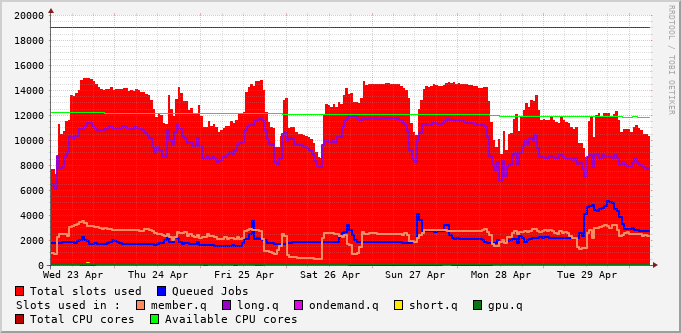 20000
18000
16000
14000
12000
10000
8000
6000
4000
2000
0
Wed 23 Apr Thu 24 Apr Fri 25 Apr Sat 26 Apr Sun 27 Apr Mon 28 Apr Tue 29 Apr
Total slots used Queued Jobs
Slots used in : member.q long.q ondemand.q short.q gpu.q
Total CPU cores Available CPU cores
RRDTOOL / TOBI OETIKER